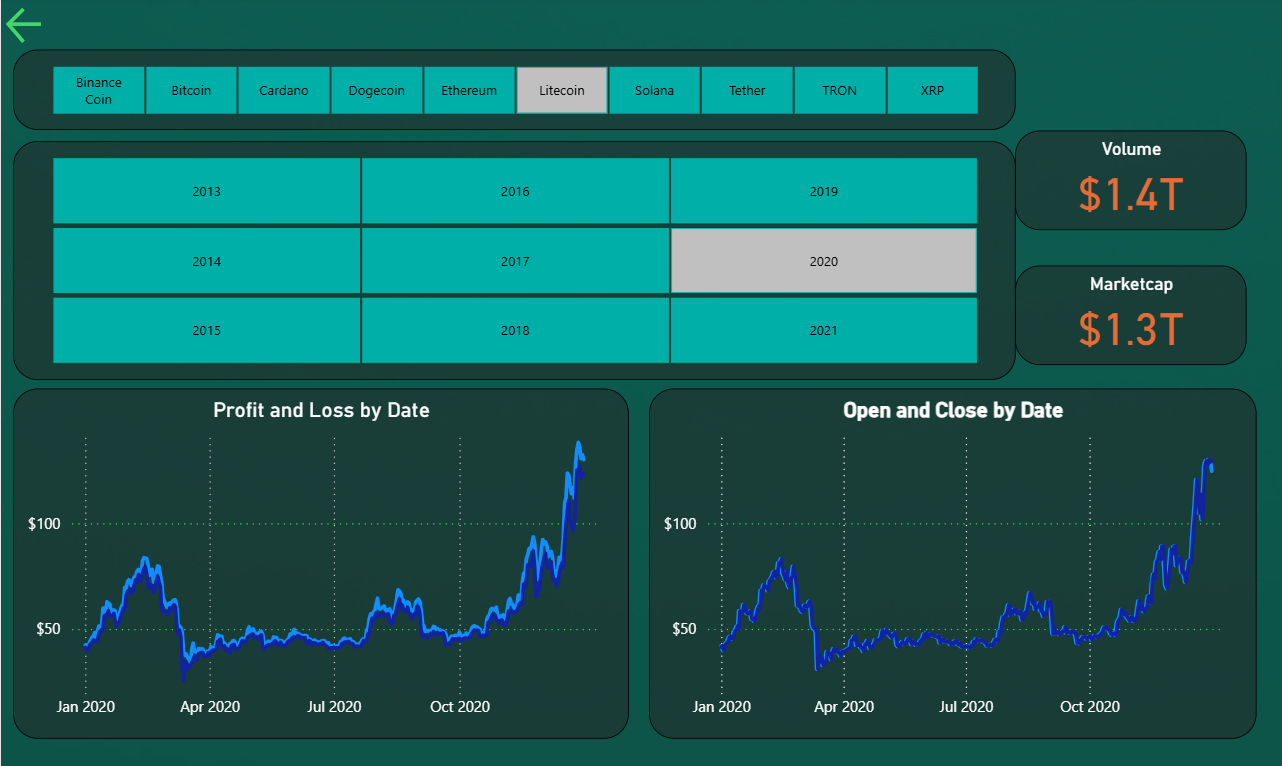 Binance
Coin
Bitcoin
Cardano
Dogecoin
Ethereum
Litecoin
Solana
Tether
TRON
XRP
2013
2016
2019
2014
2017
2020
2015
2018
2021
Volume
$1.4T
Marketcap
$1.3T
Profit and Loss by Date
$100
$50
Jan 2020
Apr 2020
Jul 2020
Oct 2020
Open and Close by Date
$100
$50
Jan 2020
Apr 2020
Jul 2020
Oct 2020